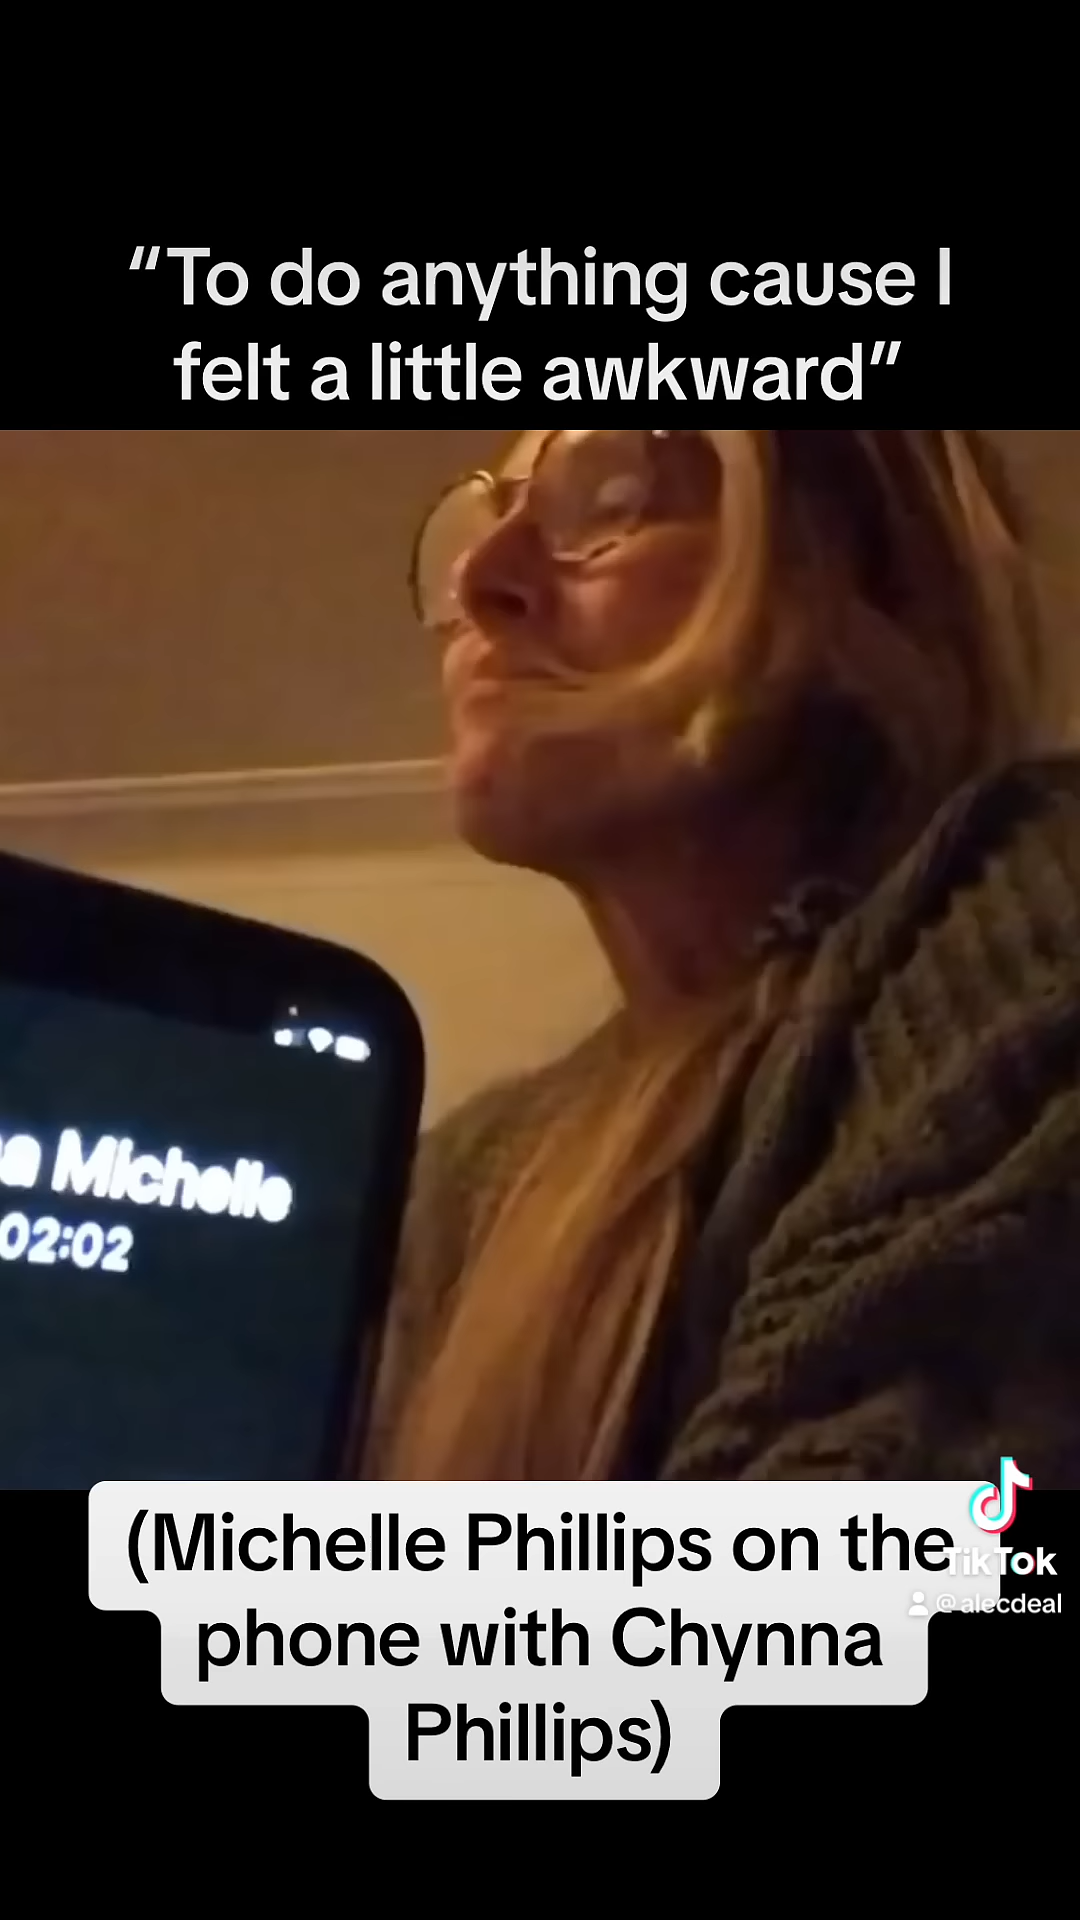 “To do anything cause I
felt a little awkward”
a Michelle
02:02
(Michelle Phillips on the
phone with Chynna
Phillips)
TikTok
@alecdeal